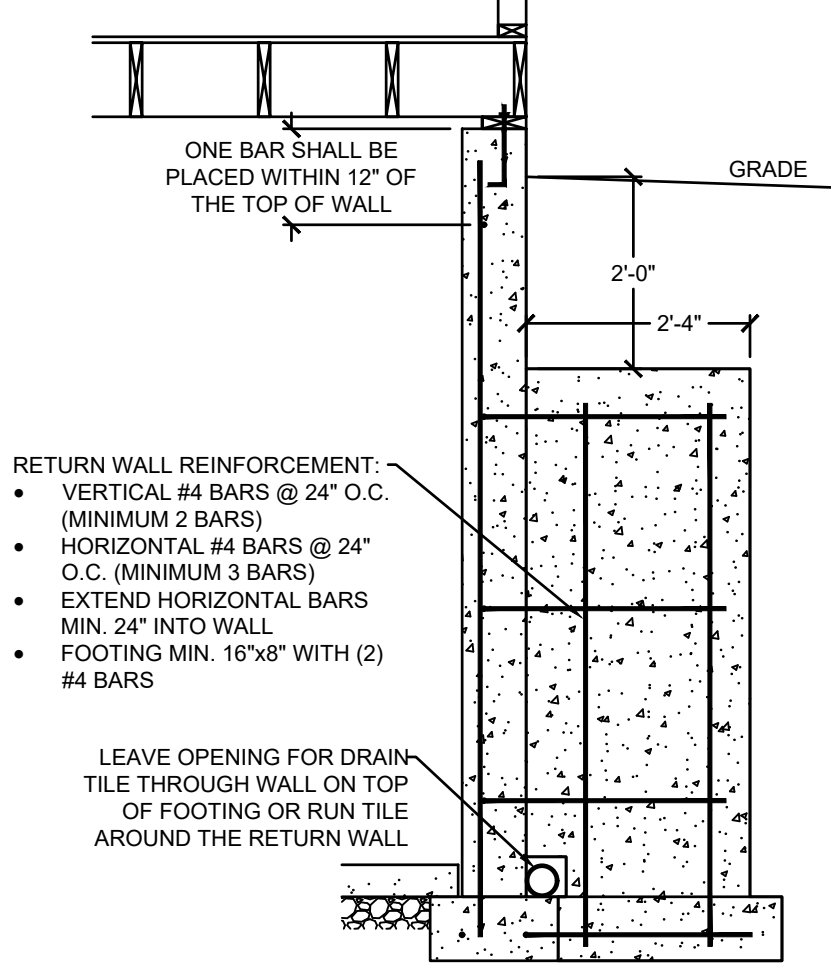 ONE BAR SHALL BE
PLACED WITHIN 12" OF
THE TOP OF WALL
GRADE
2'-0"
2'-4"
RETURN WALL REINFORCEMENT:
• VERTICAL #4 BARS @ 24" O.C.
(MINIMUM 2 BARS)
• HORIZONTAL #4 BARS @ 24"
O.C. (MINIMUM 3 BARS)
• EXTEND HORIZONTAL BARS
MIN. 24" INTO WALL
• FOOTING MIN. 16"x8" WITH (2)
#4 BARS
LEAVE OPENING FOR DRAIN
TILE THROUGH WALL ON TOP
OF FOOTING OR RUN TILE
AROUND THE RETURN WALL